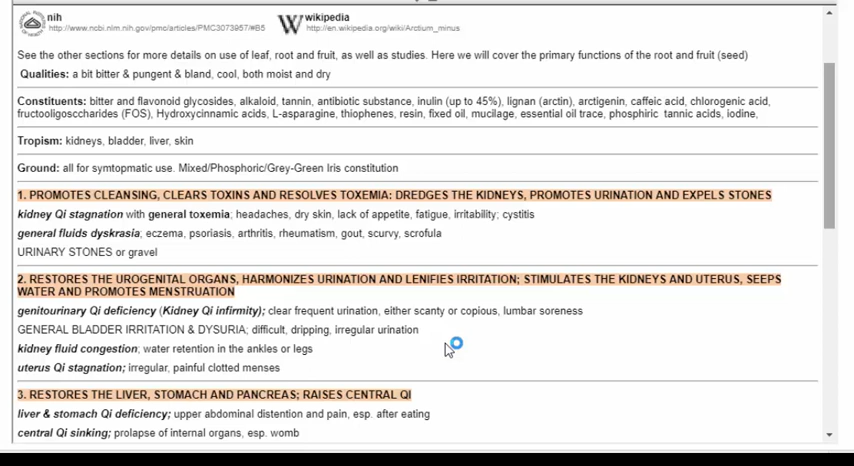 nih
http://www.ncbi.nlm.nih.gov/pmc/articles/PMC3073957/#B5
wikipedia
http://en.wikipedia.org/wiki/Arctium_minus
See the other sections for more details on use of leaf, root and fruit, as well as studies. Here we will cover the primary functions of the root and fruit (seed)
Qualities: a bit bitter & pungent & bland, cool, both moist and dry
Constituents: bitter and flavonoid glycosides, alkaloid, tannin, antibiotic substance, inulin (up to 45%), lignan (arctin), arctigenin, caffeic acid, chlorogenic acid,
fructooligosccharides (FOS), Hydroxycinnamic acids, L-asparagine, thiophenes, resin, fixed oil, mucilage, essential oil trace, phosphiric tannic acids, iodine,
Tropism: kidneys, bladder, liver, skin
Ground: all for symtopmatic use. Mixed/Phosphoric/Grey-Green Iris constitution
1. PROMOTES CLEANSING, CLEARS TOXINS AND RESOLVES TOXEMIA: DREDGES THE KIDNEYS, PROMOTES URINATION AND EXPELS STONES
kidney Qi stagnation with general toxemia; headaches, dry skin, lack of appetite, fatigue, irritability; cystitis
general fluids dyskrasia; eczema, psoriasis, arthritis, rheumatism, gout, scurvy, scrofula
URINARY STONES or gravel
2. RESTORES THE UROGENITAL ORGANS, HARMONIZES URINATION AND LENIFIES IRRITATION; STIMULATES THE KIDNEYS AND UTERUS, SEEPS
WATER AND PROMOTES MENSTRUATION
genitourinary Qi deficiency (Kidney Qi infirmity); clear frequent urination, either scanty or copious, lumbar soreness
GENERAL BLADDER IRRITATION & DYSURIA; difficult, dripping, irregular urination
kidney fluid congestion; water retention in the ankles or legs
uterus Qi stagnation; irregular, painful clotted menses
3. RESTORES THE LIVER, STOMACH AND PANCREAS; RAISES CENTRAL QI
liver & stomach Qi deficiency; upper abdominal distention and pain, esp. after eating
central Qi sinking; prolapse of internal organs, esp. womb